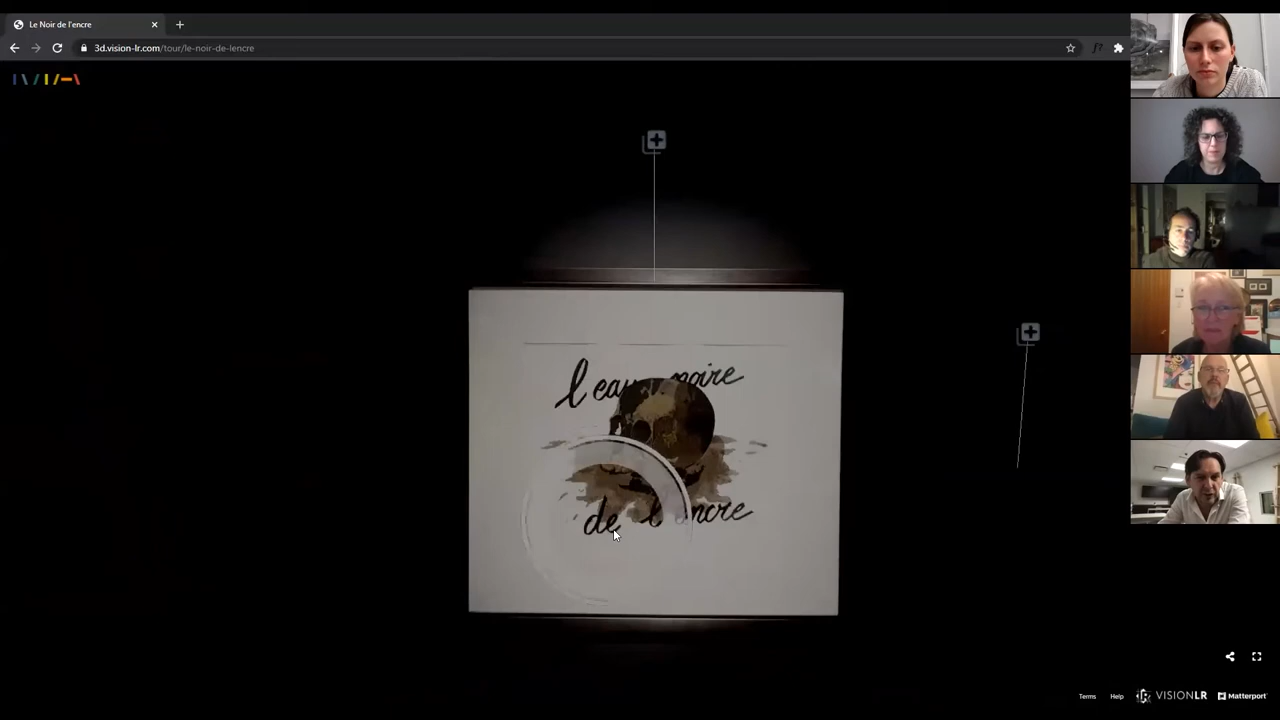 Le Noir de l'encre
3d.vision-lr.com/tour/le-noir-de-lencre
f?
l'eau noire
de l'encre
Terms
Help
VISIONLR
Matterport